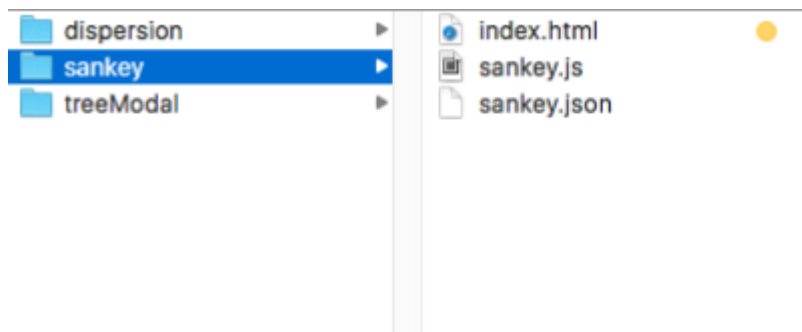 dispersion
sankey
treeModal
index.html
sankey.js
sankey.json